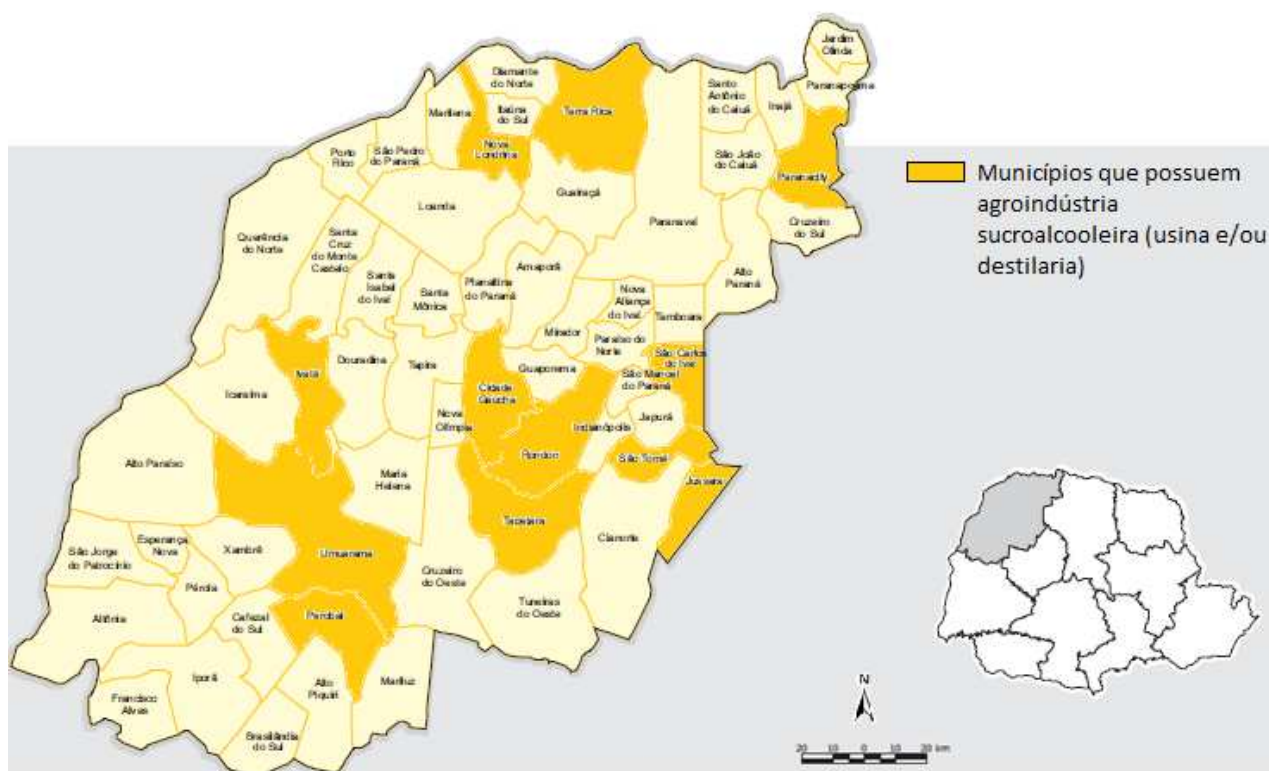 Jardim
Olinda
Diamante
do Norte
Terra Rica
Santo
Antônio
do Caiuá
Inajá
Paranapoema
Marilena
Itaúna
do Sul
Nova
Londrina
Porto
Rico
São Pedro
do Paraná
São João
do Caiuá
Paranacity
Municípios que possuem
agroindústria
sucroalcooleira (usina e/ou
destilaria)
Loanda
Guairaçá
Paranavaí
Cruzeiro
do Sul
Querência
do Norte
Santa
Cruz
do Monte
Castelo
Santa
Isabel
do Ivaí
Santa
Mônica
Planaltina
do Paraná
Amaporã
Alto
Paraná
Nova
Aliança
do Ivaí
Tamboara
Mirador
Paraíso do
Norte
São Carlos
do Ivaí
Guaporema
São Manoel
do Paraná
Ivaté
Douradina
Tapira
Icaraíma
Cidade
Gaúcha
Nova
Olímpia
Japurá
Indianópolis
Rondon
São Tomé
Jussara
Alto Paraíso
Maria
Helena
Tapejara
Cianorte
Umuarama
Xambrê
Esperança
Nova
São Jorge
do Patrocínio
Pérola
Cruzeiro
do Oeste
Tuneiras
do Oeste
Altônia
Cafezal
do Sul
Perobal
Iporã
Alto
Piquiri
Mariluz
Francisco
Alves
Brasilândia
do Sul
N
20 10 0 10 20 km